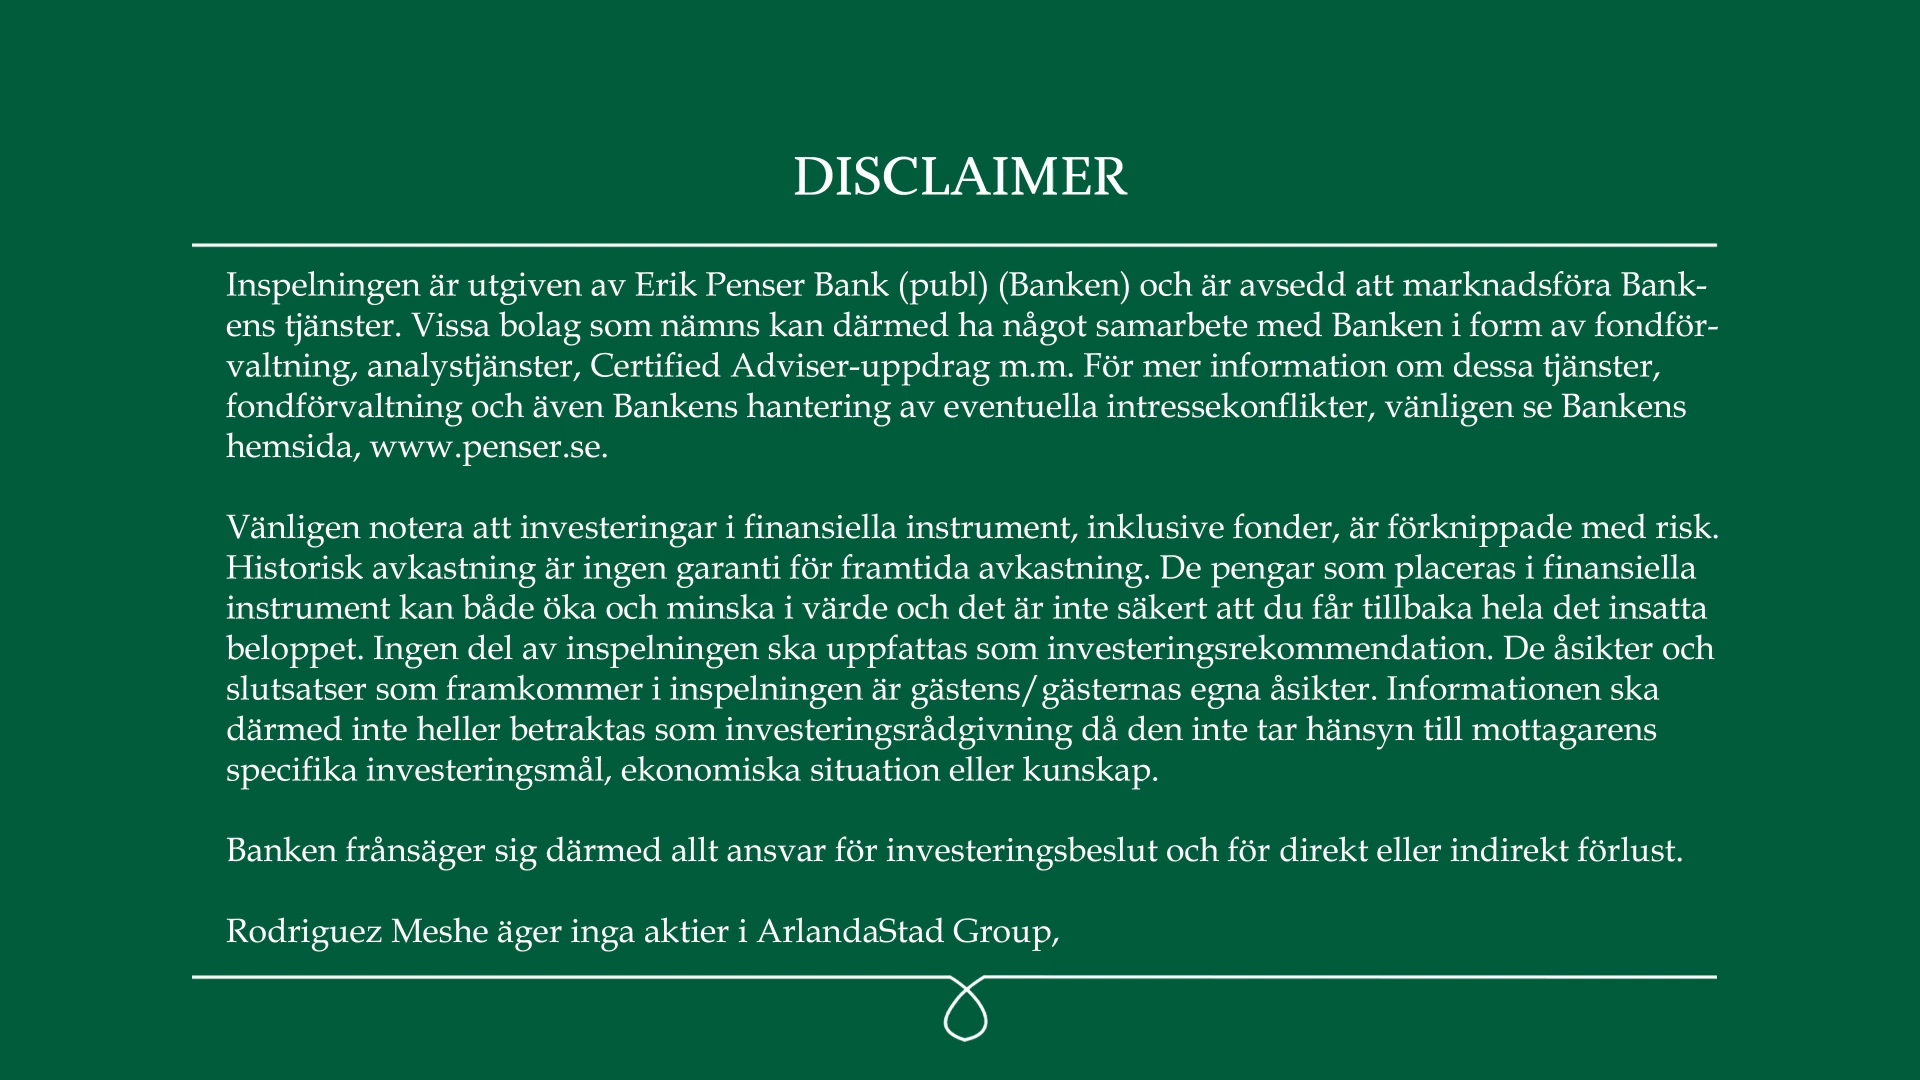 DISCLAIMER
Inspelningen är utgiven av Erik Penser Bank (publ) (Banken) och är avsedd att marknadsföra Bank-
ens tjänster. Vissa bolag som nämns kan därmed ha något samarbete med Banken i form av fondför-
valtning, analystjänster, Certified Adviser-uppdrag m.m. För mer information om dessa tjänster,
fondförvaltning och även Bankens hantering av eventuella intressekonflikter, vänligen se Bankens
hemsida, www.penser.se.
Vänligen notera att investeringar i finansiella instrument, inklusive fonder, är förknippade med risk.
Historisk avkastning är ingen garanti för framtida avkastning. De pengar som placeras i finansiella
instrument kan både öka och minska i värde och det är inte säkert att du får tillbaka hela det insatta
beloppet. Ingen del av inspelningen ska uppfattas som investeringsrekommendation. De åsikter och
slutsatser som framkommer i inspelningen är gästens/gästernas egna åsikter. Informationen ska
därmed inte heller betraktas som investeringsrådgivning då den inte tar hänsyn till mottagarens
specifika investeringsmål, ekonomiska situation eller kunskap.
Banken frånsäger sig därmed allt ansvar för investeringsbeslut och för direkt eller indirekt förlust.
Rodriguez Meshe äger inga aktier i ArlandaStad Group,